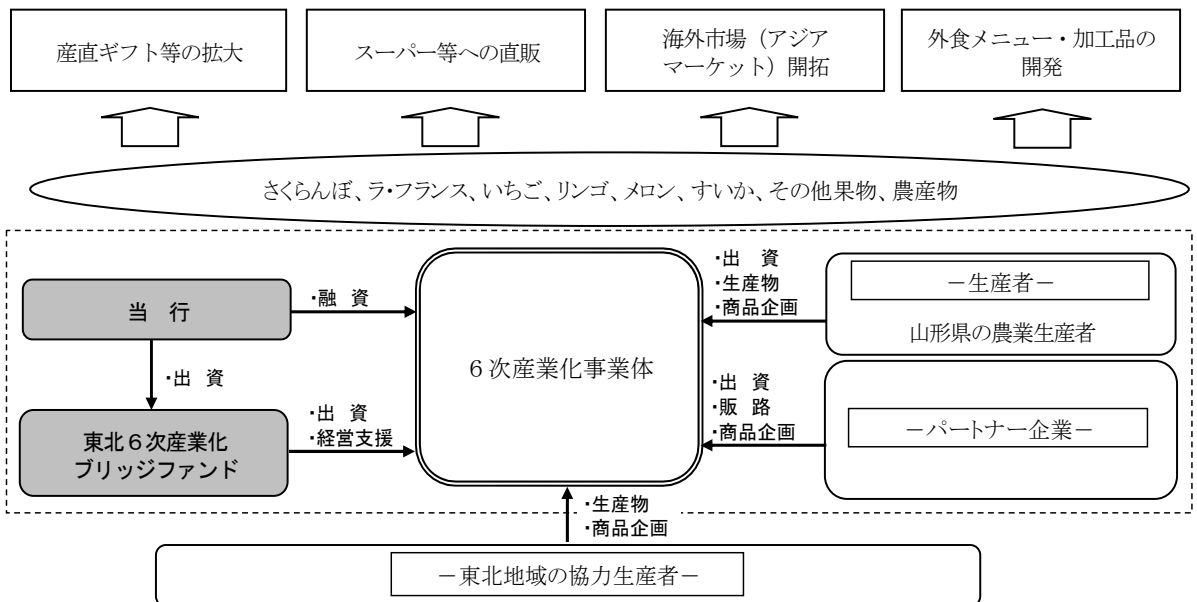 産直ギフト等の拡大
スーパー等への直販
海外市場（アジア
マーケット）開拓
外食メニュー・加工品の
開発
さくらんぼ、ラ・フランス、いちご、リンゴ、メロン、すいか、その他果物、農産物
当　行
・融　資
・出　資
東北６次産業化
ブリッジファンド
・出　資
・経営支援
６次産業化事業体
・出　資
・生産物
・商品企画
－生産者－
山形県の農業生産者
・出　資
・販　路
・商品企画
－パートナー企業－
・生産物
・商品企画
－東北地域の協力生産者－